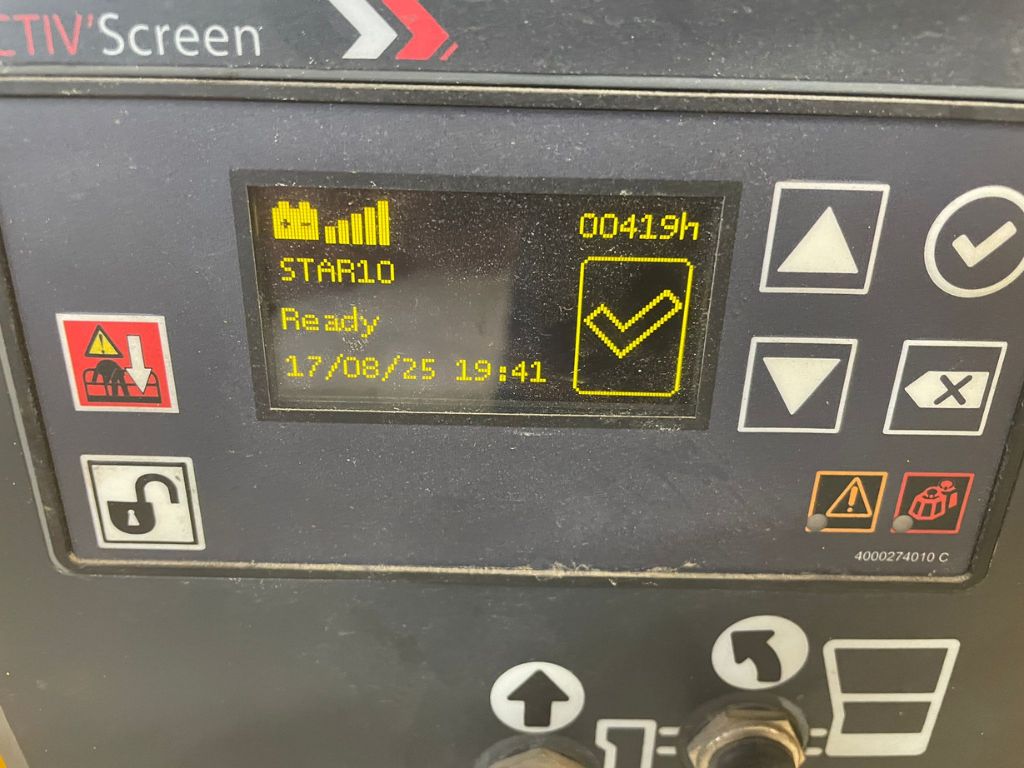 CTIV'Screen
00419h
STAR10
Ready
17/08/25 19:41
4000274010 C